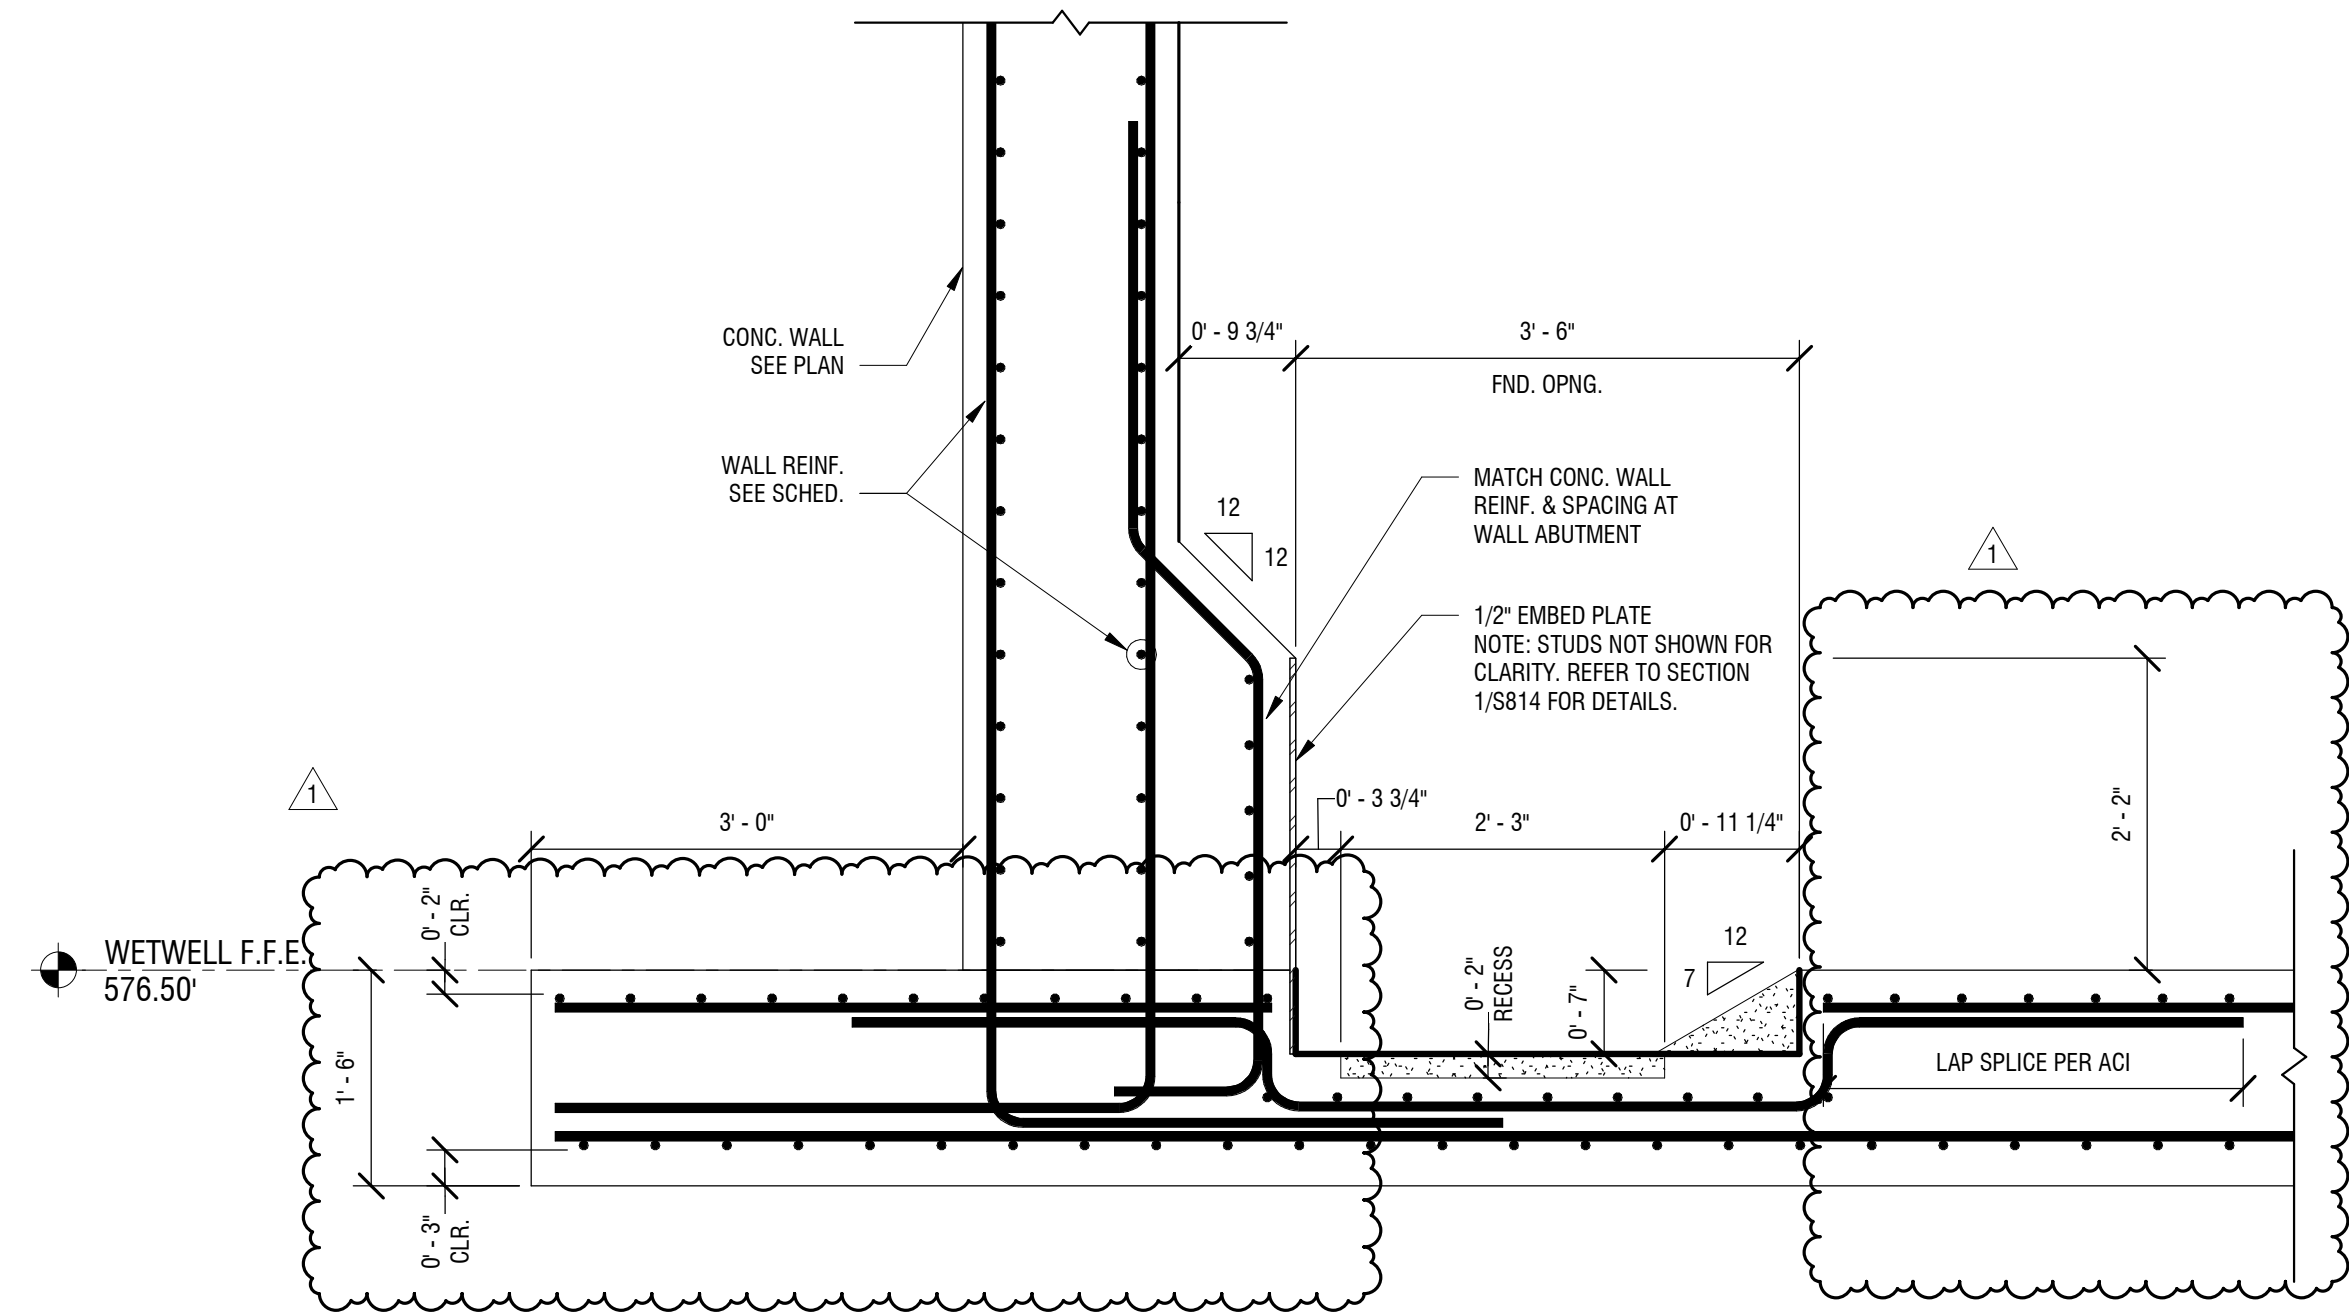 CONC. WALL
SEE PLAN
WALL REINF.
SEE SCHED.
0' - 9 3/4"
3' - 6"
FND. OPNG.
12
12
MATCH CONC. WALL
REINF. & SPACING AT
WALL ABUTMENT
1/2" EMBED PLATE
NOTE: STUDS NOT SHOWN FOR
CLARITY. REFER TO SECTION
1/S814 FOR DETAILS.
1
2' - 2"
1
3' - 0"
0' - 3 3/4"
2' - 3"
0' - 11 1/4"
0' - 2"
CLR.
WETWELL F.F.E.
576.50'
1' - 6"
0' - 3"
CLR.
0' - 2"
RECESS
0' - 7"
12
7
LAP SPLICE PER ACI